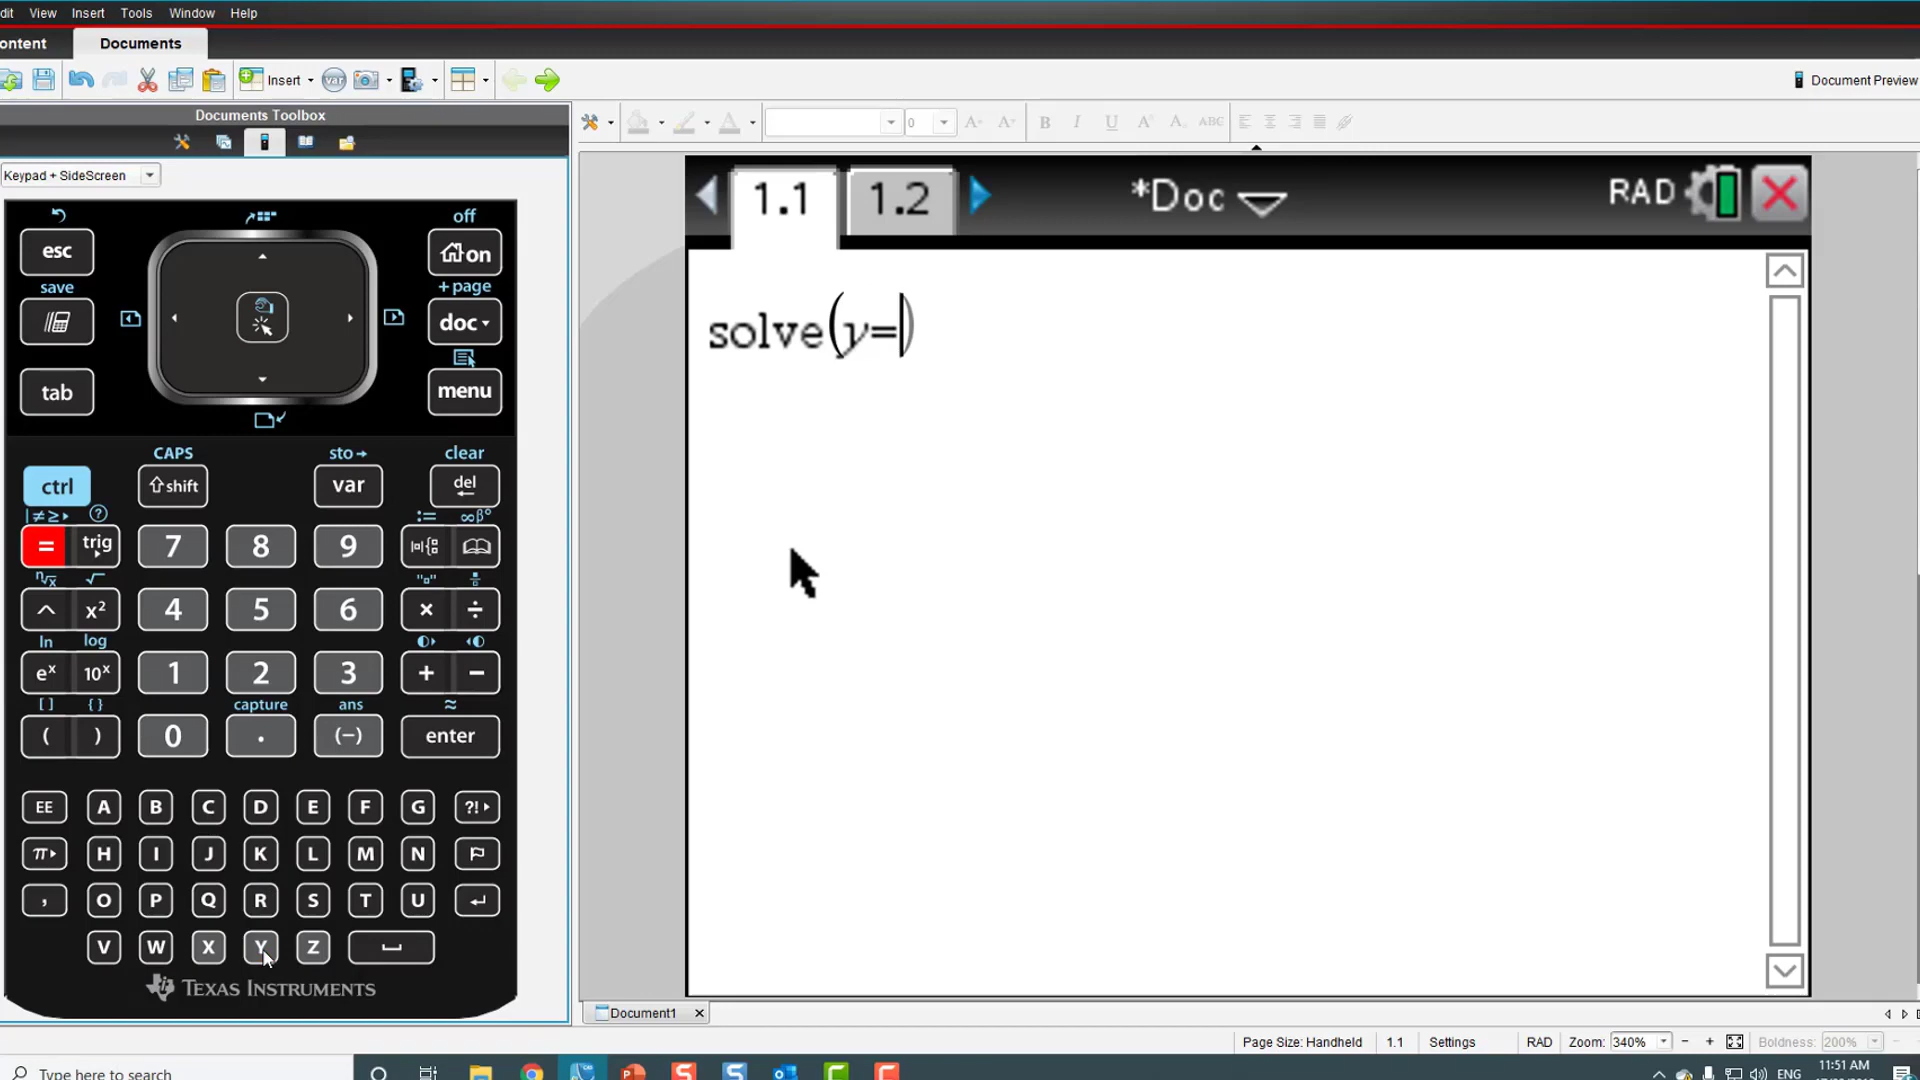 dit View Insert Tools Window Help
ontent Documents
Insert var Document Preview
Documents Toolbox
0 A A B I U A A ABC
Keypad + SideScreen
1.1 1.2 *Doc RAD
off
esc on
save + page
doc
tab menu
solve(y=)
CAPS sto→ clear
ctrl shift var del
|≠≥▸ ? := ∞β°
= trig 7 8 9 |□|{
ⁿ√x √ "□"
^ x² 4 5 6 × ÷
ln log
eˣ 10ˣ 1 2 3 + −
[ ] { } capture ans ≈
( ) 0 . (−) enter
EE A B C D E F G ?!▸
π▸ H I J K L M N
, O P Q R S T U
V W X Y Z
TEXAS INSTRUMENTS
Document1
Page Size: Handheld 1.1 Settings RAD Zoom: 340% − + Boldness: 200%
Type here to search ENG 11:51 AM